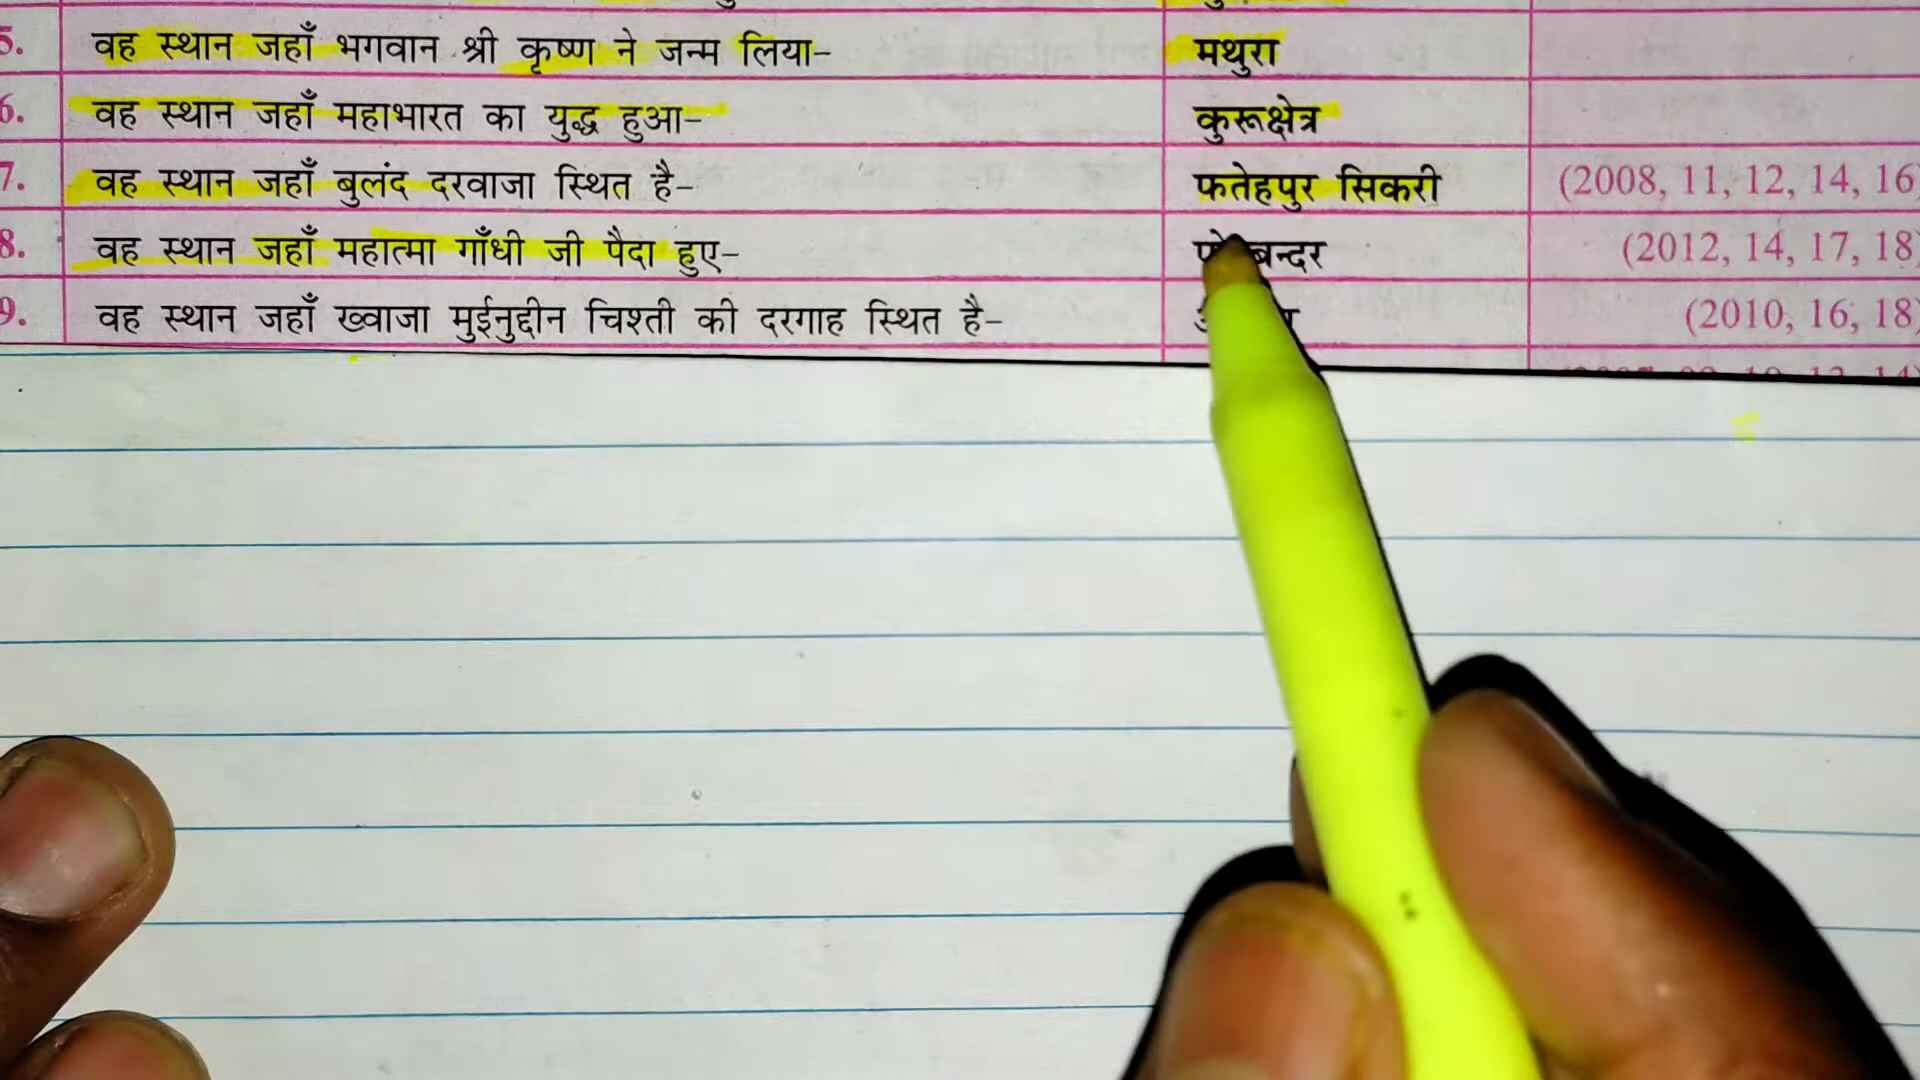 5. वह स्थान जहाँ भगवान श्री कृष्ण ने जन्म लिया– मथुरा
6. वह स्थान जहाँ महाभारत का युद्ध हुआ– कुरूक्षेत्र
7. वह स्थान जहाँ बुलंद दरवाजा स्थित है– फतेहपुर सिकरी (2008, 11, 12, 14, 16
8. वह स्थान जहाँ महात्मा गाँधी जी पैदा हुए– (2012, 14, 17, 18)
9. वह स्थान जहाँ ख्वाजा मुईनुद्दीन चिश्ती की दरगाह स्थित है– (2010, 16, 18)